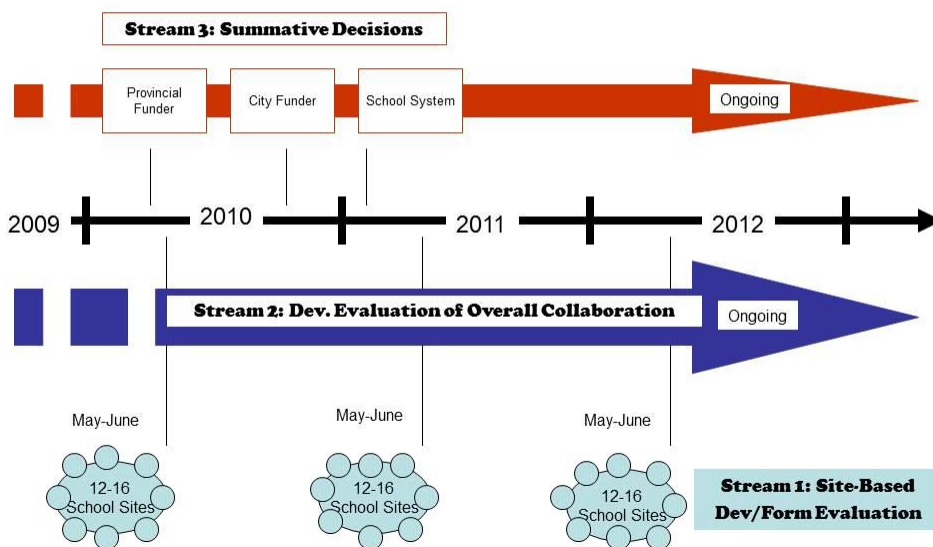 Stream 3: Summative Decisions
Provincial
Funder
City Funder
School System
Ongoing
2009
2010
2011
2012
Stream 2: Dev. Evaluation of Overall Collaboration
Ongoing
May-June
May-June
May-June
12-16
School Sites
12-16
School Sites
12-16
School Sites
Stream 1: Site-Based
Dev/Form Evaluation